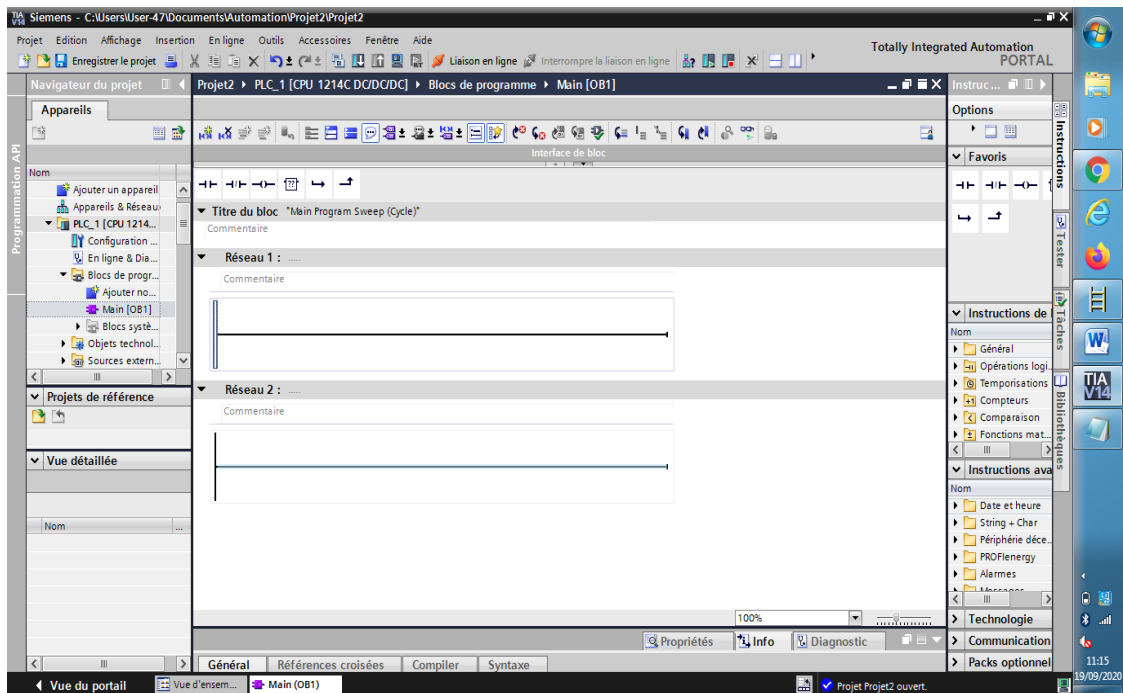 Siemens - C:\Users\User-47\Documents\Automation\Projet2\Projet2
Projet Edition Affichage Insertion En ligne Outils Accessoires Fenêtre Aide
Totally Integrated Automation
PORTAL
Enregistrer le projet Liaison en ligne Interrompre la liaison en ligne
Navigateur du projet
Projet2 PLC_1 [CPU 1214C DC/DC/DC] Blocs de programme Main [OB1]
Instruc...
Appareils
Options
Interface de bloc
Favoris
Programmation API
Nom
Ajouter un appareil
Appareils & Réseau
PLC_1 [CPU 1214...
Configuration ...
En ligne & Dia...
Blocs de progr...
Ajouter no...
Main [OB1]
Blocs systè...
Objets technol...
Sources extern...
Projets de référence
Vue détaillée
Nom ...
Titre du bloc "Main Program Sweep (Cycle)"
Commentaire
Réseau 1 : .....
Commentaire
Réseau 2 : .....
Commentaire
100%
Propriétés Info Diagnostic
Général Références croisées Compiler Syntaxe
Instructions de
Nom
Général
Opérations logi...
Temporisations
Compteurs
Comparaison
Fonctions mat...
Instructions ava
Nom
Date et heure
String + Char
Périphérie déce...
PROFIenergy
Alarmes
Messages
Technologie
Communication
Packs optionnel
Instructions
Tester
Tâches
Bibliothèques
Vue du portail Vue d'ensem... Main (OB1)
Projet Projet2 ouvert.
TIA
V14
11:15
19/09/2020